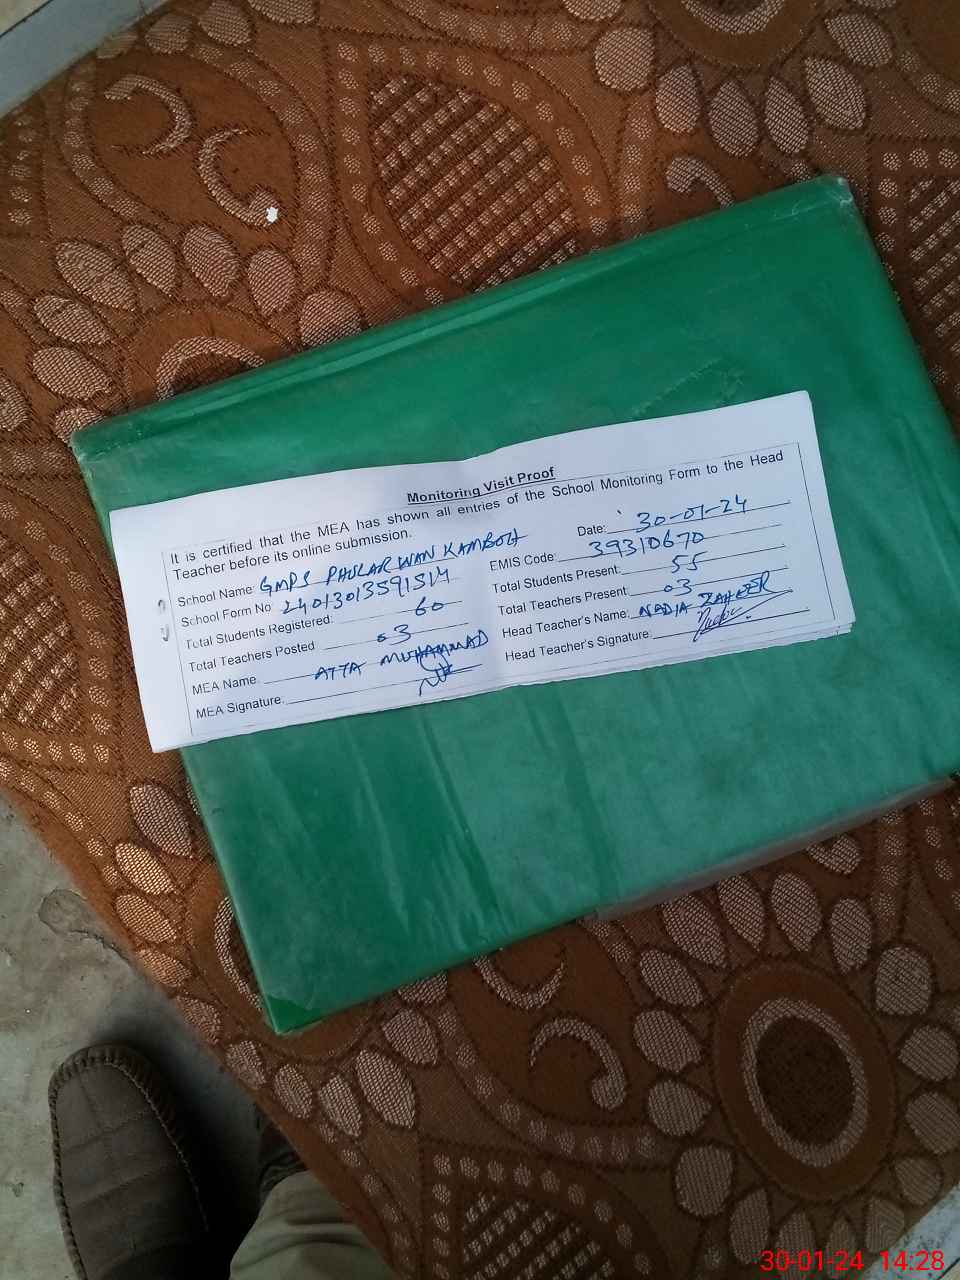 Monitoring Visit Proof
It is certified that the MEA has shown all entries of the School Monitoring Form to the Head
Teacher before its online submission.
Date: 30-01-24
School Name: GMPS PHULARWAN KAMBOH
EMIS Code: 39310670
School Form No: 24013013591514
Total Students Present: 55
Total Students Registered: 60
Total Teachers Present: 03
Total Teachers Posted 03
Head Teacher's Name: NADIA ZAHEER
MEA Name: ATTA MUHAMMAD
Head Teacher's Signature:
MEA Signature:
30-01-24 14:28